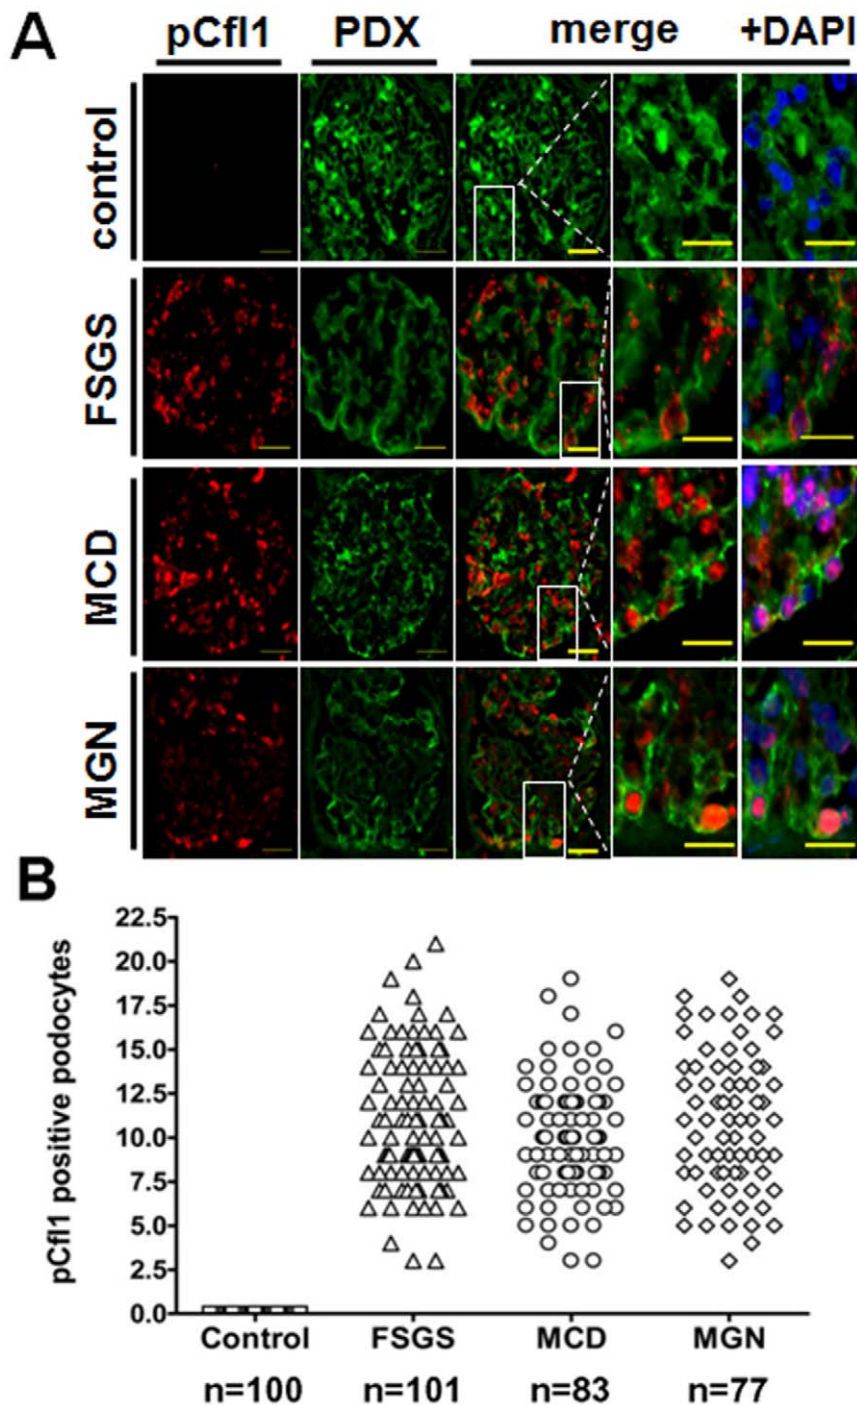 A
pCfl1 PDX merge +DAPI
control
FSGS
MCD
MGN
B
pCfl1 positive podocytes
22.5
20.0
17.5
15.0
12.5
10.0
7.5
5.0
2.5
0.0
Control FSGS MCD MGN
n=100 n=101 n=83 n=77